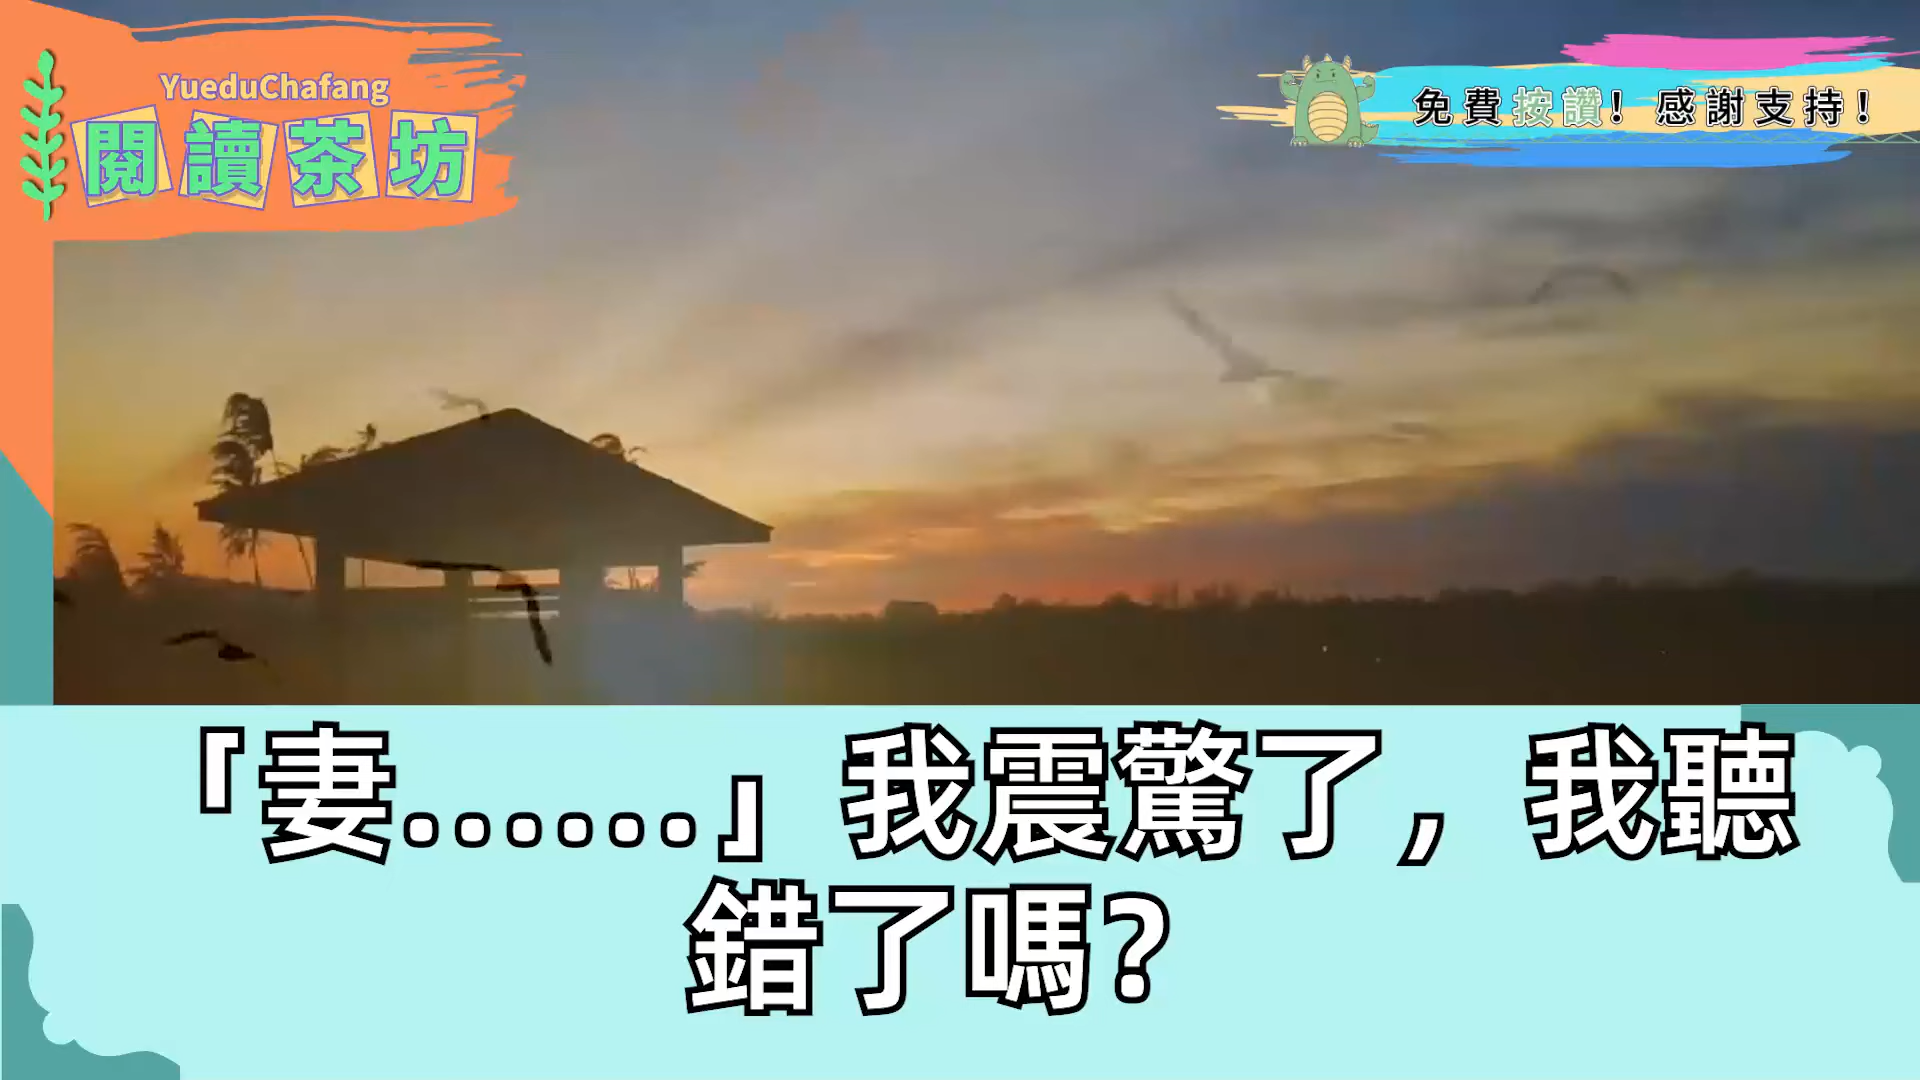 YueduChafang
閱讀茶坊
免費按讚！感謝支持！
「妻......」我震驚了，我聽
錯了嗎？